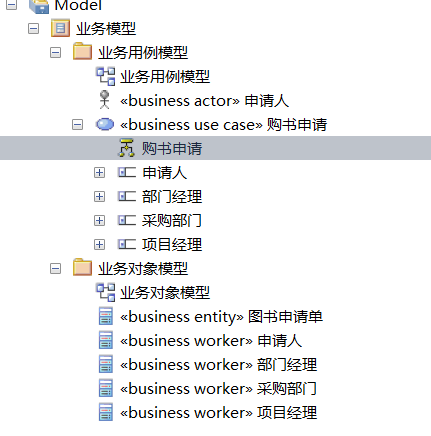 Model
业务模型
业务用例模型
业务用例模型
«business actor» 申请人
«business use case» 购书申请
购书申请
申请人
部门经理
采购部门
项目经理
业务对象模型
业务对象模型
«business entity» 图书申请单
«business worker» 申请人
«business worker» 部门经理
«business worker» 采购部门
«business worker» 项目经理